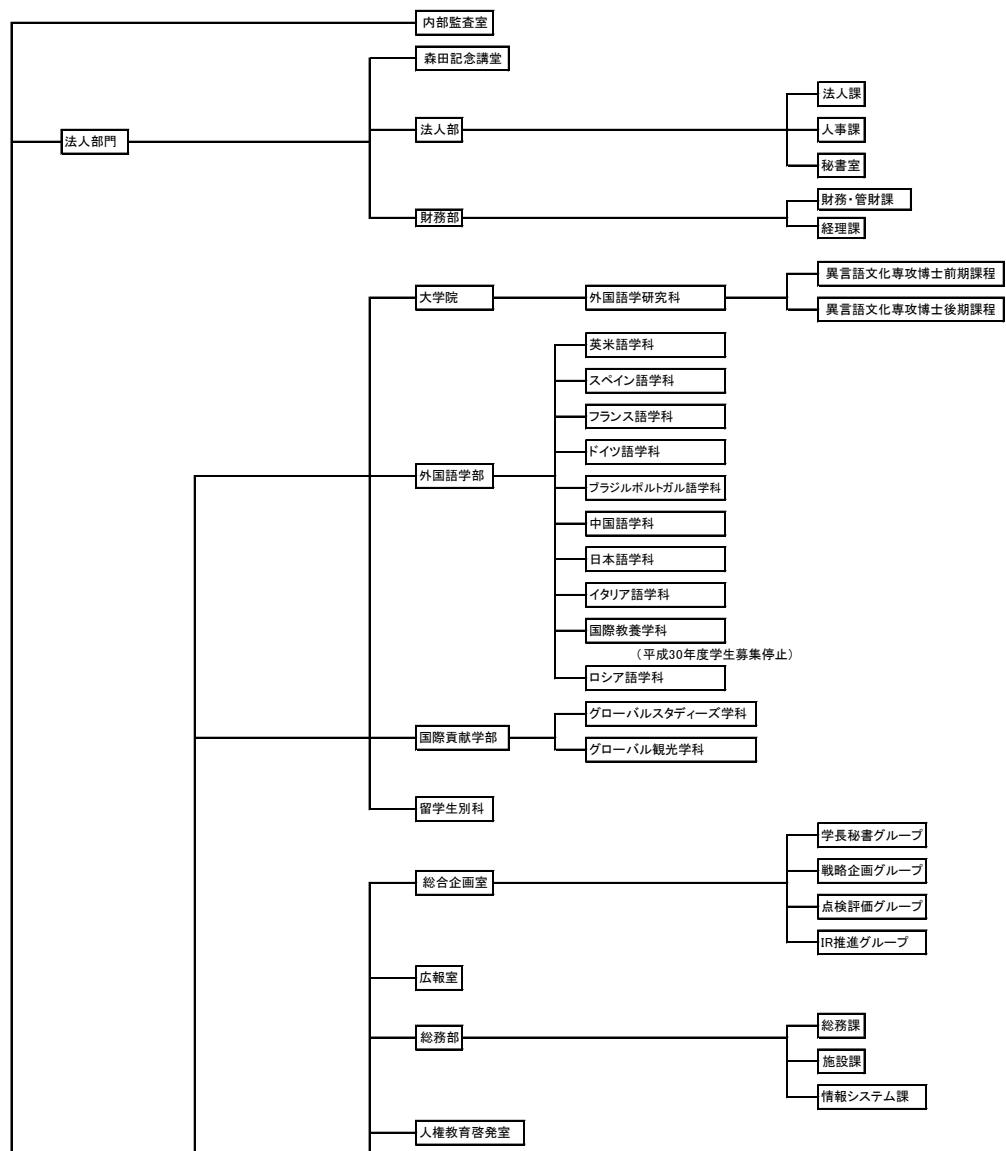 内部監査室
森田記念講堂
法人課
法人部門
法人部
人事課
秘書室
財務部
財務・管財課
経理課
大学院
外国語学研究科
異言語文化専攻博士前期課程
異言語文化専攻博士後期課程
英米語学科
スペイン語学科
フランス語学科
ドイツ語学科
外国語学部
ブラジルポルトガル語学科
中国語学科
日本語学科
イタリア語学科
国際教養学科
(平成30年度学生募集停止)
ロシア語学科
グローバルスタディーズ学科
国際貢献学部
グローバル観光学科
留学生別科
学長秘書グループ
総合企画室
戦略企画グループ
点検評価グループ
IR推進グループ
広報室
総務課
総務部
施設課
情報システム課
人権教育啓発室